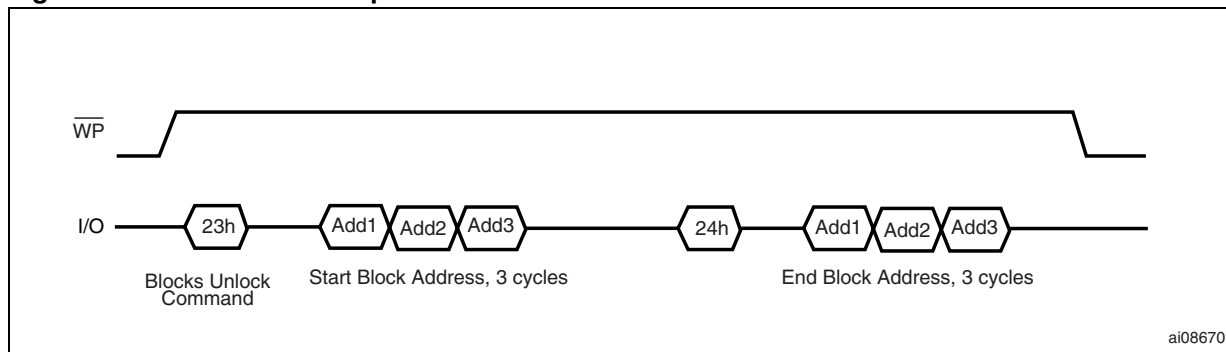 WP
I/O
23h
Add1
Add2
Add3
24h
Add1
Add2
Add3
Blocks Unlock
Command
Start Block Address, 3 cycles
End Block Address, 3 cycles
ai08670